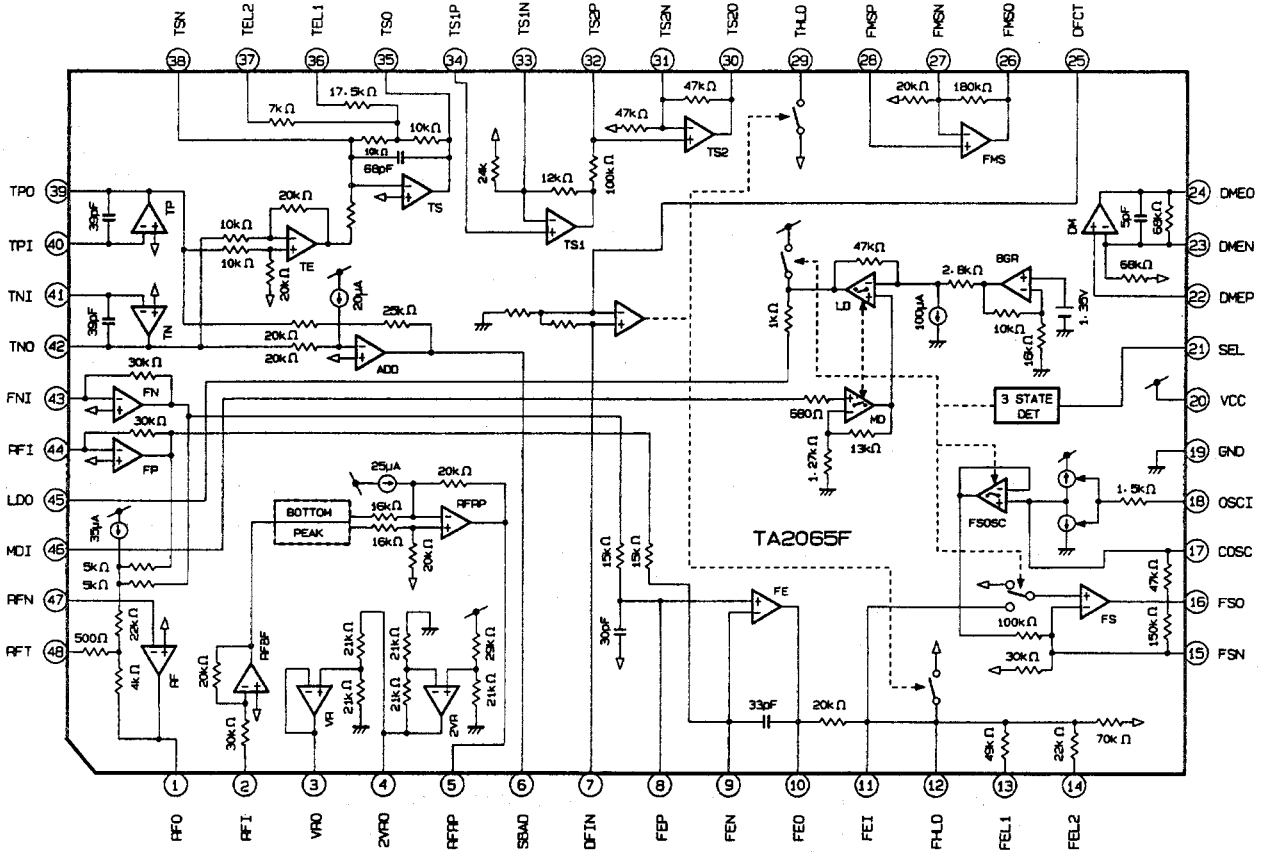 TSN
TEL2
TEL1
TSO
TS1P
TS1N
TS2P
TS2N
TS2O
THLD
FMSP
FMSN
FMSO
DFCT
38
37
36
35
34
33
32
31
30
29
28
27
26
25
17.5kΩ
7kΩ
10kΩ
10kΩ
68pF
TS
24k
12kΩ
TS1
100kΩ
47kΩ
47kΩ
TS2
20kΩ
180kΩ
FMS
TPO 39
39pF
TP
TPI 40
TNI 41
39pF
TN
TNO 42
10kΩ
10kΩ
20kΩ
TE
20kΩ
20μA
25kΩ
20kΩ
20kΩ
ADD
24 DMEO
DM
5pF
68kΩ
23 DMEN
68kΩ
22 DMEP
47kΩ
LD
1kΩ
2.8kΩ
BGR
100μA
10kΩ
16kΩ
1.35V
21 SEL
3 STATE
DET
20 VCC
680Ω
MD
13kΩ
1.27kΩ
19 GND
FNI 43
30kΩ
FN
RFI 44
30kΩ
FP
LDO 45
35μA
MDI 46
5kΩ
5kΩ
RFN 47
22kΩ
500Ω
RFT 48
4kΩ
RF
BOTTOM
PEAK
25μA
20kΩ
16kΩ
16kΩ
RFRP
20kΩ
TA2065F
FSOSC
1.5kΩ
18 OSCI
17 COSC
47kΩ
15kΩ
15kΩ
FE
30pF
16 FSO
FS
100kΩ
150kΩ
30kΩ
15 FSN
20kΩ
RFBF
30kΩ
21kΩ
21kΩ
VR
21kΩ
21kΩ
2VR
29kΩ
21kΩ
33pF
20kΩ
49kΩ
22kΩ
70kΩ
1
2
3
4
5
6
7
8
9
10
11
12
13
14
RFO
RFI
VRO
2VRO
RFRP
SBAD
DFIN
FEP
FEN
FEO
FEI
FHLD
FEL1
FEL2